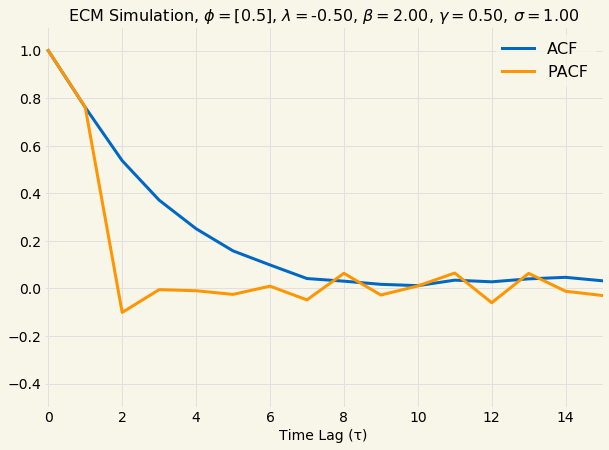 ECM Simulation, ϕ = [0.5], λ = -0.50, β = 2.00, γ = 0.50, σ = 1.00
ACF
PACF
1.0
0.8
0.6
0.4
0.2
0.0
−0.2
−0.4
0 2 4 6 8 10 12 14
Time Lag (τ)